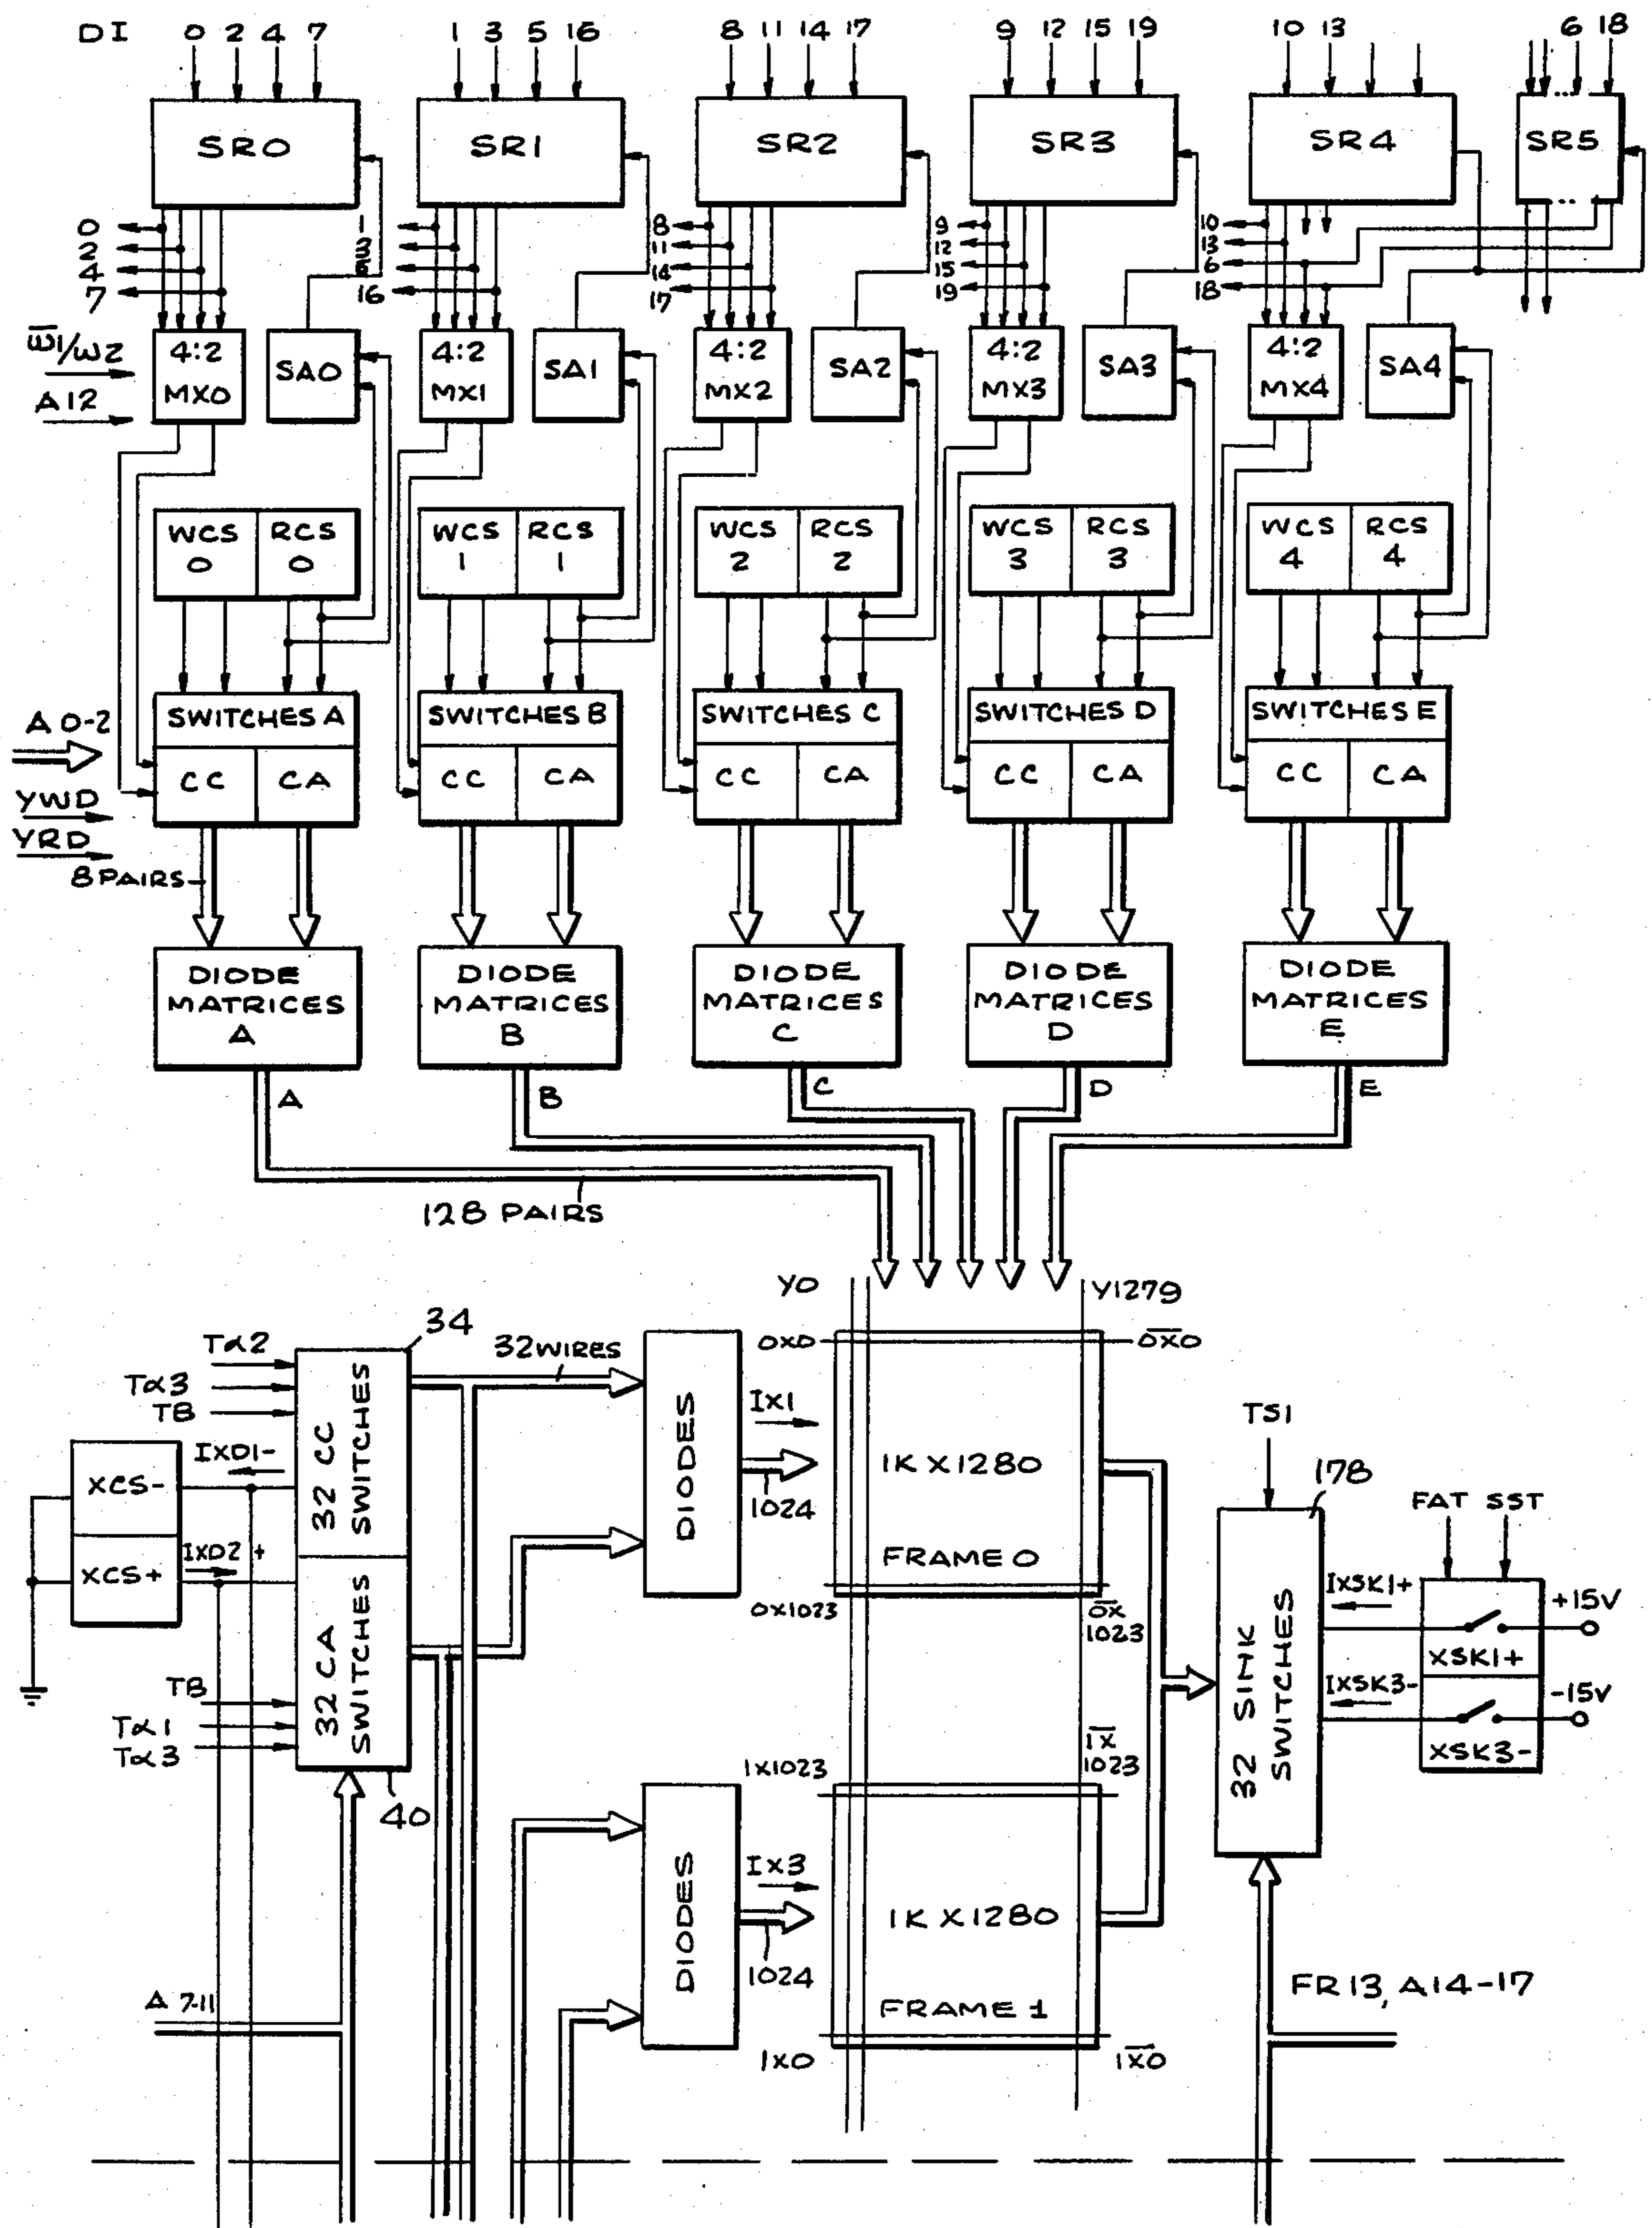 DI 0 2 4 7 1 3 5 16 8 11 14 17 9 12 15 19 10 13 6 18
SR0 SR1 SR2 SR3 SR4 SR5
0 2 4 7
1 3 5 16
8 11 14 17
9 12 15 19
10 13 6 18
W̅1/W2
A12
4:2 MX0 SA0
4:2 MX1 SA1
4:2 MX2 SA2
4:2 MX3 SA3
4:2 MX4 SA4
WCS 0 RCS 0
WCS 1 RCS 1
WCS 2 RCS 2
WCS 3 RCS 3
WCS 4 RCS 4
A 0-2
YWD
YRD
8 PAIRS
SWITCHES A
CC CA
SWITCHES B
CC CA
SWITCHES C
CC CA
SWITCHES D
CC CA
SWITCHES E
CC CA
DIODE MATRICES A
DIODE MATRICES B
DIODE MATRICES C
DIODE MATRICES D
DIODE MATRICES E
A B C D E
128 PAIRS
Y0 Y1279
34
Tα2
Tα3
TB
32 CC SWITCHES
32 CA SWITCHES
32 WIRES
XCS-
XCS+
IXD1-
IXD2+
TB
Tα1
Tα3
40
A 7-11
DIODES
IX1
1024
0X0 0X̅0
1K X 1280
FRAME 0
0X1023
0X̅ 1023
DIODES
IX3
1024
1X1023
1X̅ 1023
1K X 1280
FRAME 1
1X0 1X̅0
TS1
178
32 SINK SWITCHES
FAT SST
IXSK1+
+15V
XSK1+
IXSK3-
-15V
XSK3-
FR13, A14-17